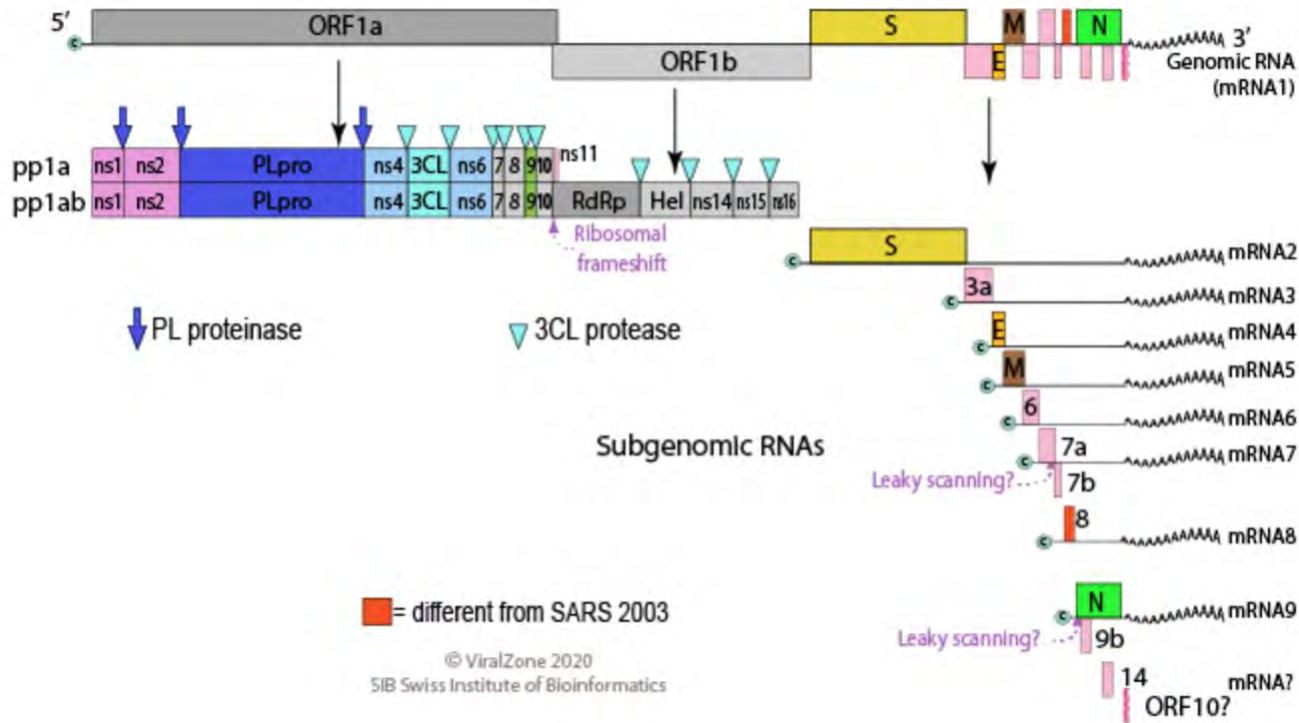 5′ ORF1a S M N 3′
c ORF1b E Genomic RNA
(mRNA1)
pp1a ns1 ns2 PLpro ns4 3CL ns6 7 8 9 10 ns11
pp1ab ns1 ns2 PLpro ns4 3CL ns6 7 8 9 10 RdRp Hel ns14 ns15 ns16
Ribosomal
frameshift
c S mRNA2
c 3a mRNA3
PL proteinase
3CL protease
c E mRNA4
c M mRNA5
c 6 mRNA6
Subgenomic RNAs
c 7a mRNA7
Leaky scanning? 7b
c 8 mRNA8
= different from SARS 2003
c N mRNA9
Leaky scanning? 9b
© ViralZone 2020
SIB Swiss Institute of Bioinformatics
14 mRNA?
ORF10?